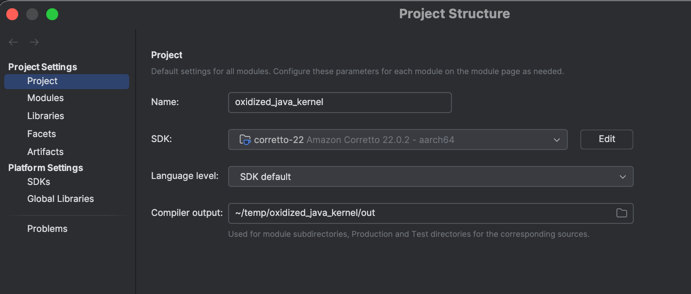 Project Structure
Project Settings
Project
Modules
Libraries
Facets
Artifacts
Platform Settings
SDKs
Global Libraries
Problems
Project
Default settings for all modules. Configure these parameters for each module on the module page as needed.
Name: oxidized_java_kernel
SDK: corretto-22 Amazon Corretto 22.0.2 - aarch64 Edit
Language level: SDK default
Compiler output: ~/temp/oxidized_java_kernel/out
Used for module subdirectories, Production and Test directories for the corresponding sources.